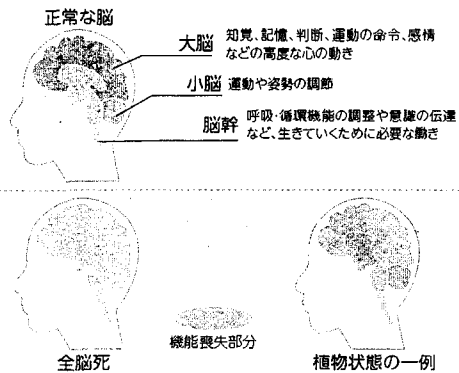 正常な脳
大脳
知覚、記憶、判断、運動の命令、感情
などの高度な心の動き
小脳
運動や姿勢の調節
脳幹
呼吸・循環機能の調整や意識の伝達
など、生きていくために必要な働き
機能喪失部分
全脳死
植物状態の一例